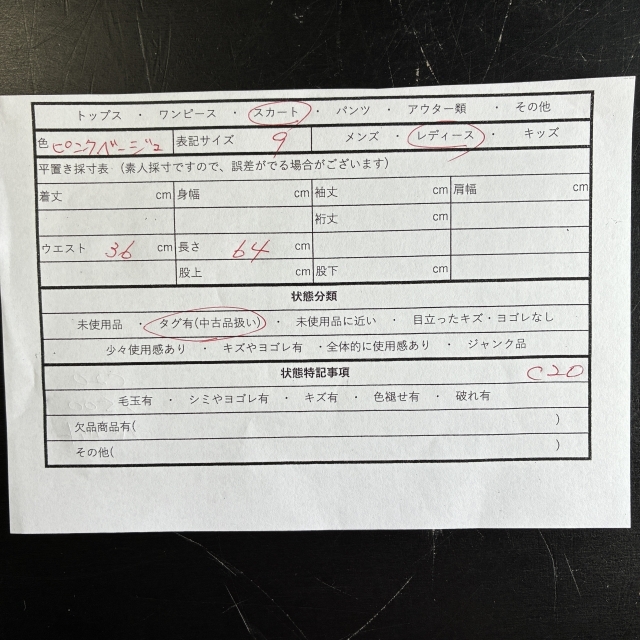 トップス ・ ワンピース ・ スカート ・ パンツ ・ アウター類 ・ その他
色 ピンクベージュ 表記サイズ 9 メンズ ・ レディース ・ キッズ
平置き採寸表 (素人採寸ですので、誤差がでる場合がございます)
着丈 cm 身幅 cm 袖丈 cm 肩幅 cm
裄丈 cm
ウエスト 36 cm 長さ 64 cm
股上 cm 股下 cm
状態分類
未使用品 ・ タグ有(中古品扱い) ・ 未使用品に近い ・ 目立ったキズ・ヨゴレなし
少々使用感あり ・ キズやヨゴレ有 ・全体的に使用感あり ・ ジャンク品
状態特記事項 C20
毛玉有 ・ シミやヨゴレ有 ・ キズ有 ・ 色褪せ有 ・ 破れ有
欠品商品有( )
その他( )